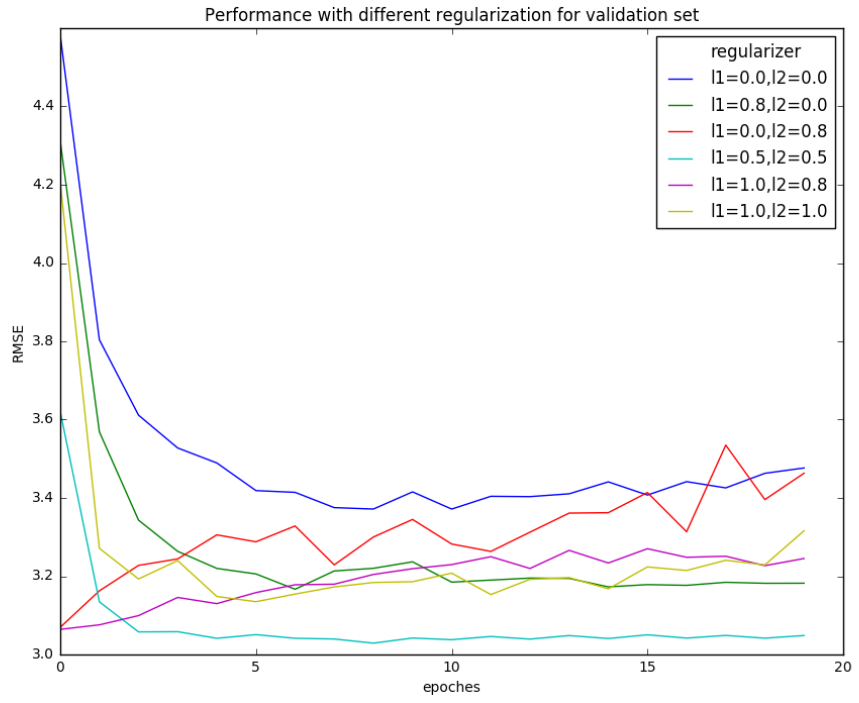 Performance with different regularization for validation set
regularizer
l1=0.0,l2=0.0
l1=0.8,l2=0.0
l1=0.0,l2=0.8
l1=0.5,l2=0.5
l1=1.0,l2=0.8
l1=1.0,l2=1.0
RMSE
4.4
4.2
4.0
3.8
3.6
3.4
3.2
3.0
0 5 10 15 20
epoches